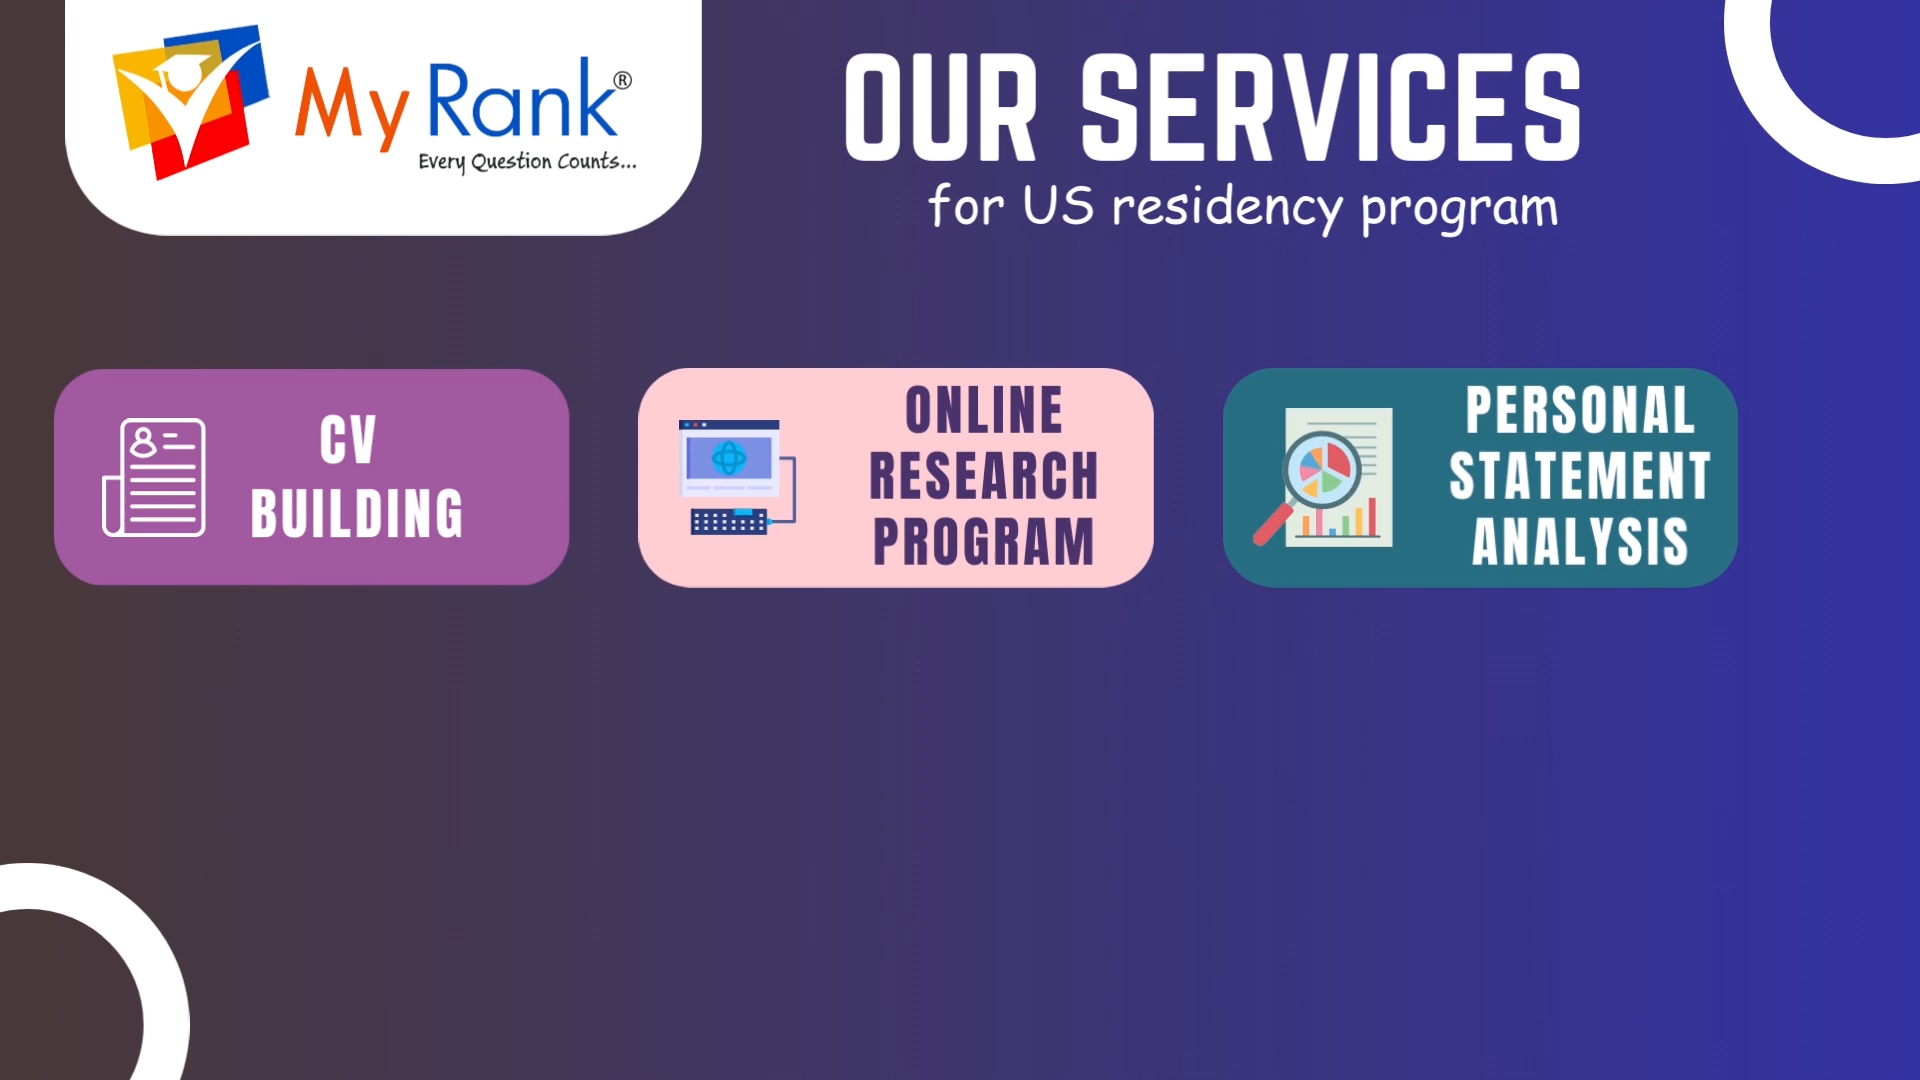 My Rank®
Every Question Counts...
OUR SERVICES
for US residency program
CV
BUILDING
ONLINE
RESEARCH
PROGRAM
PERSONAL
STATEMENT
ANALYSIS